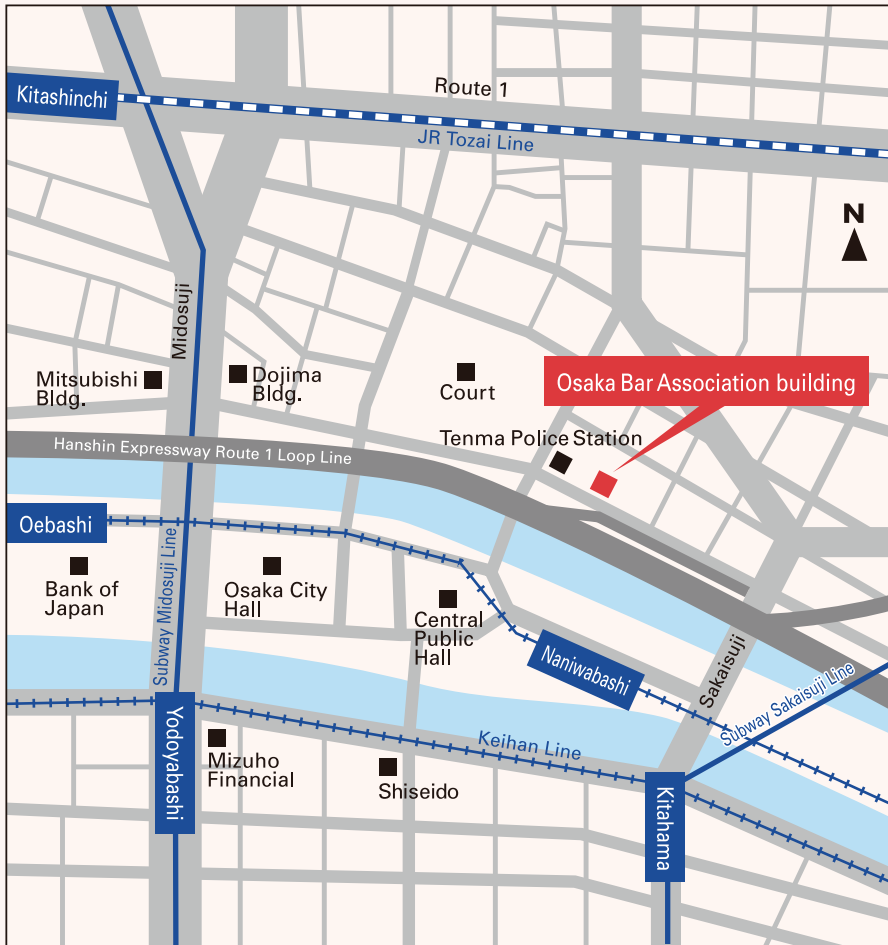 Route 1
Kitashinchi
JR Tozai Line
N
Midosuji
Mitsubishi
Bldg.
Dojima
Bldg.
Court
Osaka Bar Association building
Tenma Police Station
Hanshin Expressway Route 1 Loop Line
Oebashi
Bank of
Japan
Subway Midosuji Line
Osaka City
Hall
Central
Public
Hall
Naniwabashi
Sakaisuji
Subway Sakaisuji Line
Yodoyabashi
Mizuho
Financial
Keihan Line
Shiseido
Kitahama